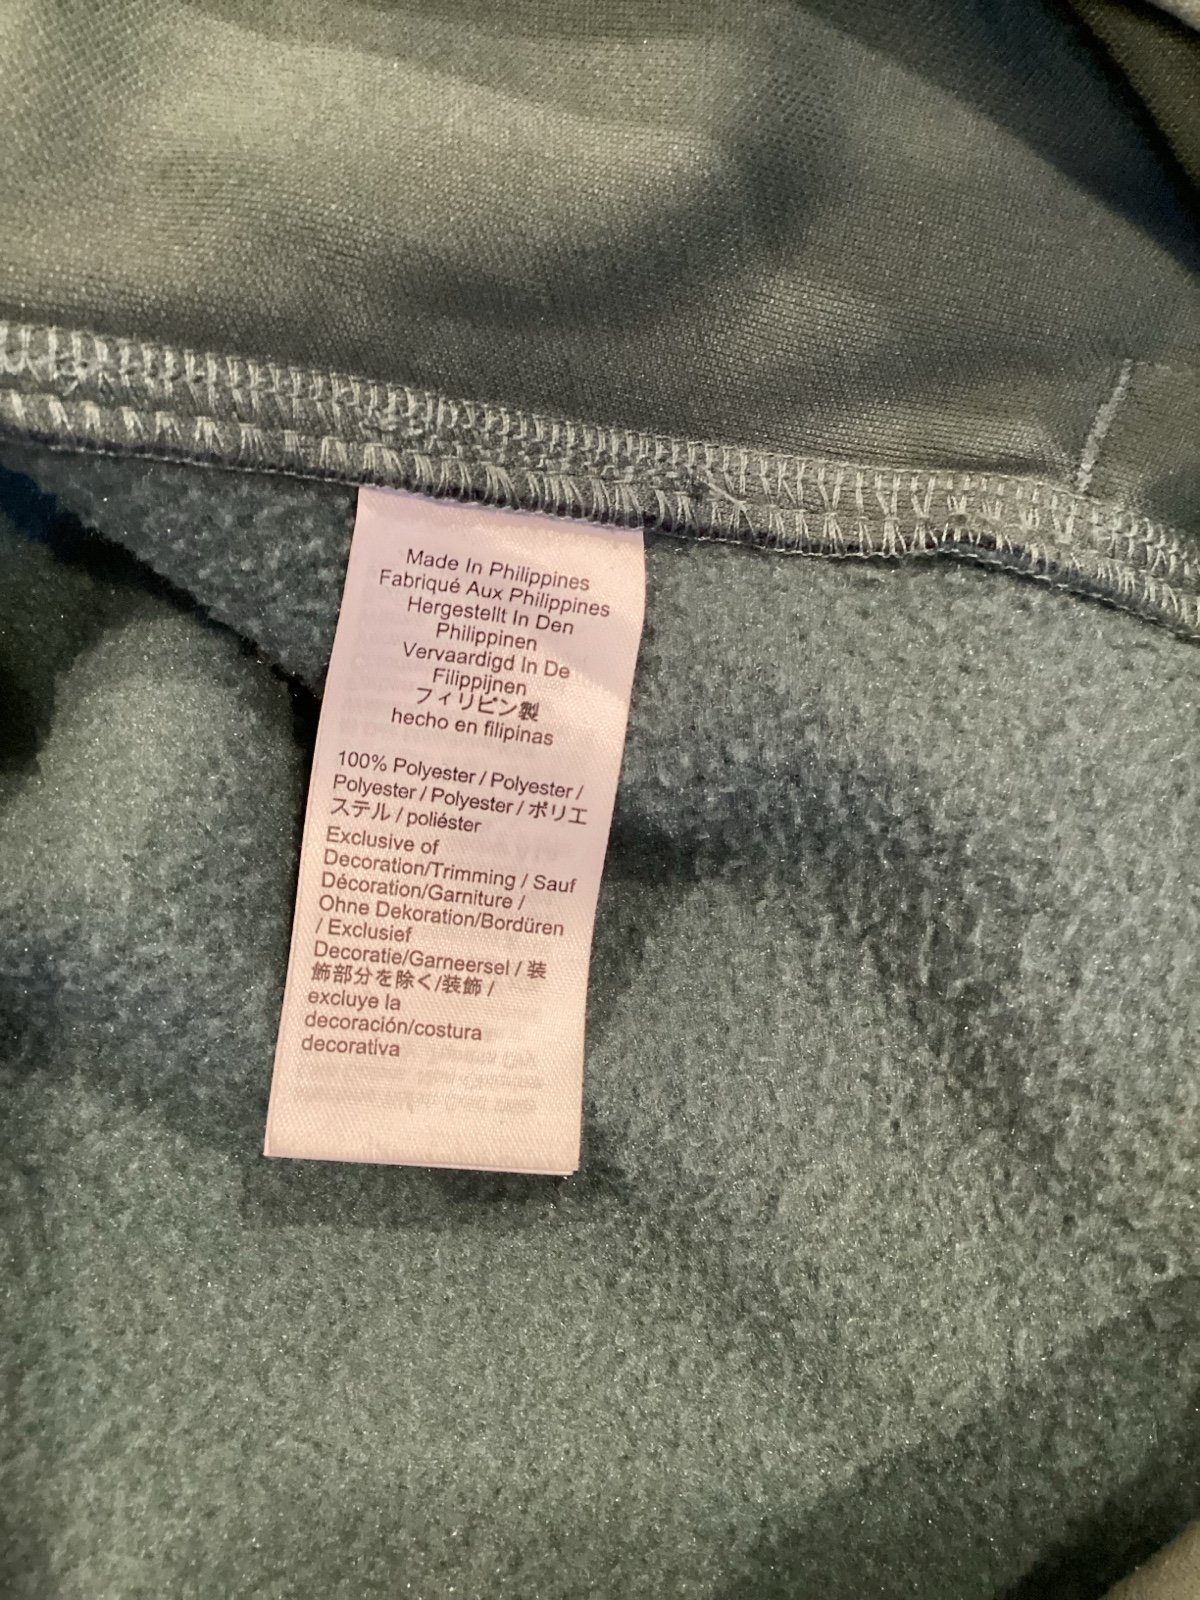 Made In Philippines
Fabriqué Aux Philippines
Hergestellt In Den
Philippinen
Vervaardigd In De
Filippijnen
フィリピン製
hecho en filipinas
100% Polyester / Polyester /
Polyester / Polyester / ポリエ
ステル / poliéster
Exclusive of
Decoration/Trimming / Sauf
Décoration/Garniture /
Ohne Dekoration/Bordüren
/ Exclusief
Decoratie/Garneersel / 装
飾部分を除く/装飾 /
excluye la
decoración/costura
decorativa